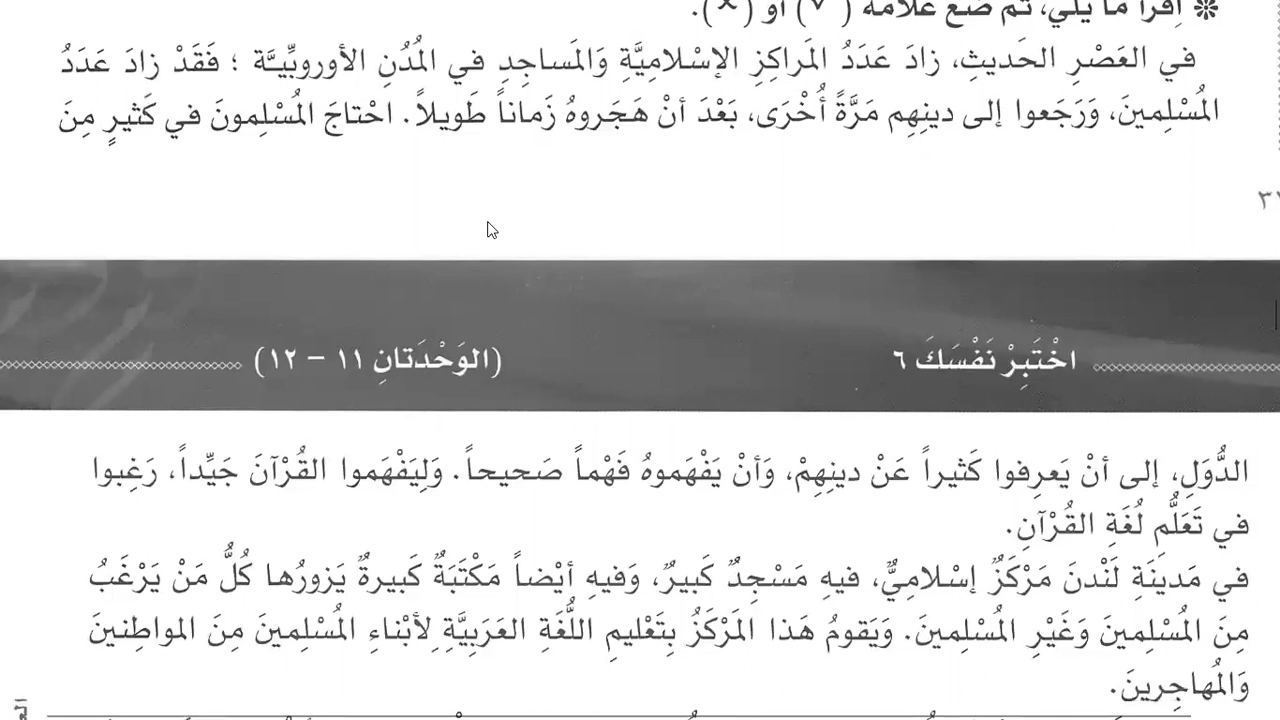 * اِقرأ ما يلي، ثم ضع علامة (√) أو (×).
في العَصْرِ الحَديثِ، زادَ عَدَدُ المَراكِزِ الإسْلامِيَّةِ وَالمَساجِدِ في المُدُنِ الأوروبِّيـَّة ؛ فَقَدْ زادَ عَدَدُ
المُسْلِمينَ، وَرَجَعوا إلى دينِهِم مَرَّةً أُخْرَى، بَعْدَ أنْ هَجَروهُ زَماناً طَويلاً. احْتاجَ المُسْلِمونَ في كَثيرٍ مِنَ
اخْتَبِرْ نَفْسَكَ ٦
(الوَحْدَتانِ ١١ – ١٢)
الدُّوَلِ، إلى أنْ يَعرِفوا كَثيراً عَنْ دينِهِمْ، وَأنْ يَفْهَموهُ فَهْماً صَحيحاً. وَلِيَفْهَموا القُرْآنَ جَيِّداً، رَغِبوا
في تَعَلُّم لُغَةِ القُرْآنِ.
في مَدينَةِ لَنْدنَ مَرْكَزٌ إسْلامِيٌّ، فيهِ مَسْجِدٌ كَبيرٌ، وَفيهِ أيْضاً مَكْتَبَةٌ كَبيرةٌ يَزورُها كُلُّ مَنْ يَرْغَبُ
مِنَ المُسْلِمينَ وَغَيْرِ المُسْلِمينَ. وَيَقومُ هَذا المَرْكَزُ بِتَعْليمِ اللُّغَةِ العَرَبِيَّةِ لِأبْناءِ المُسْلِمينَ مِنَ المواطِنينَ
وَالمُهاجِرينَ.